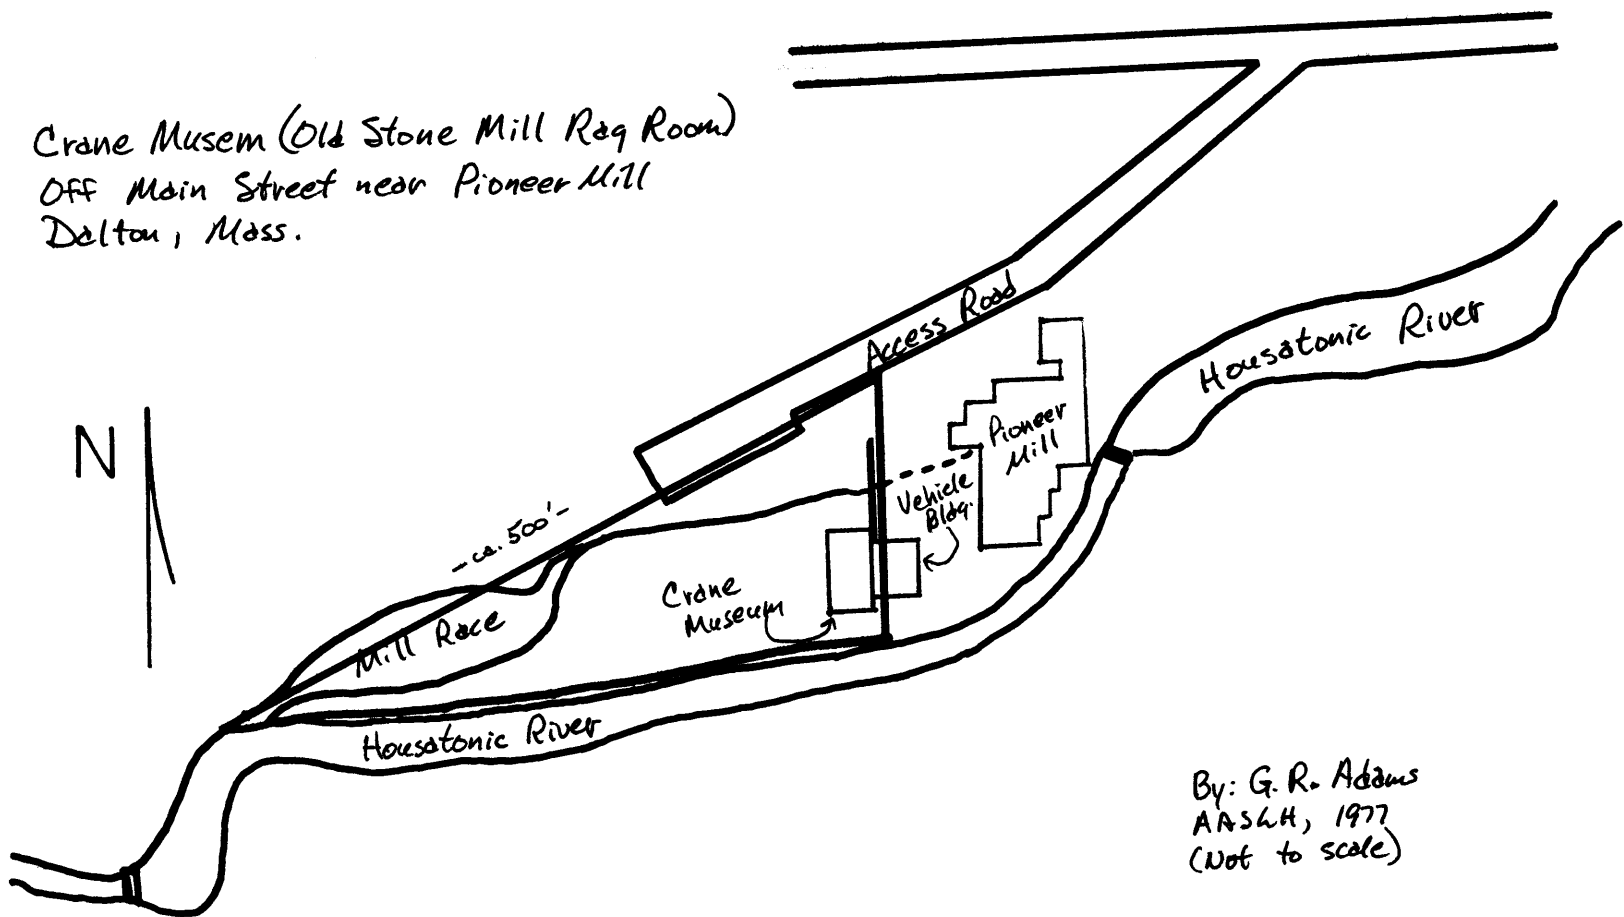 Crane Musem (Old Stone Mill Rag Room)
Off Main Street near Pioneer Mill
Dalton, Mass.
Access Road
Housatonic River
N
Pioneer
Mill
Vehicle
Bldg.
- ca. 500' -
Crane
Museum
Mill Race
Housatonic River
By: G. R. Adams
AASLH, 1977
(Not to scale)